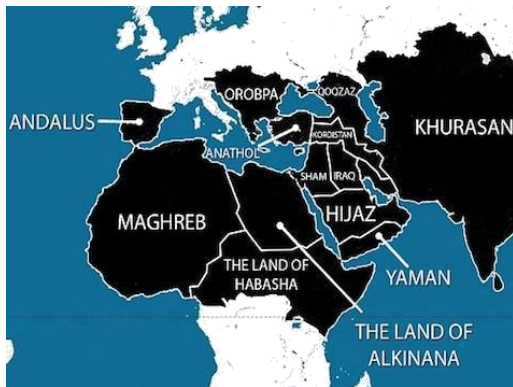 OROBPA
QOQZAZ
ANDALUS
KORDISTAN
KHURASAN
ANATHOL
SHAM
IRAQ
MAGHREB
HIJAZ
THE LAND OF
HABASHA
YAMAN
THE LAND OF
ALKINANA